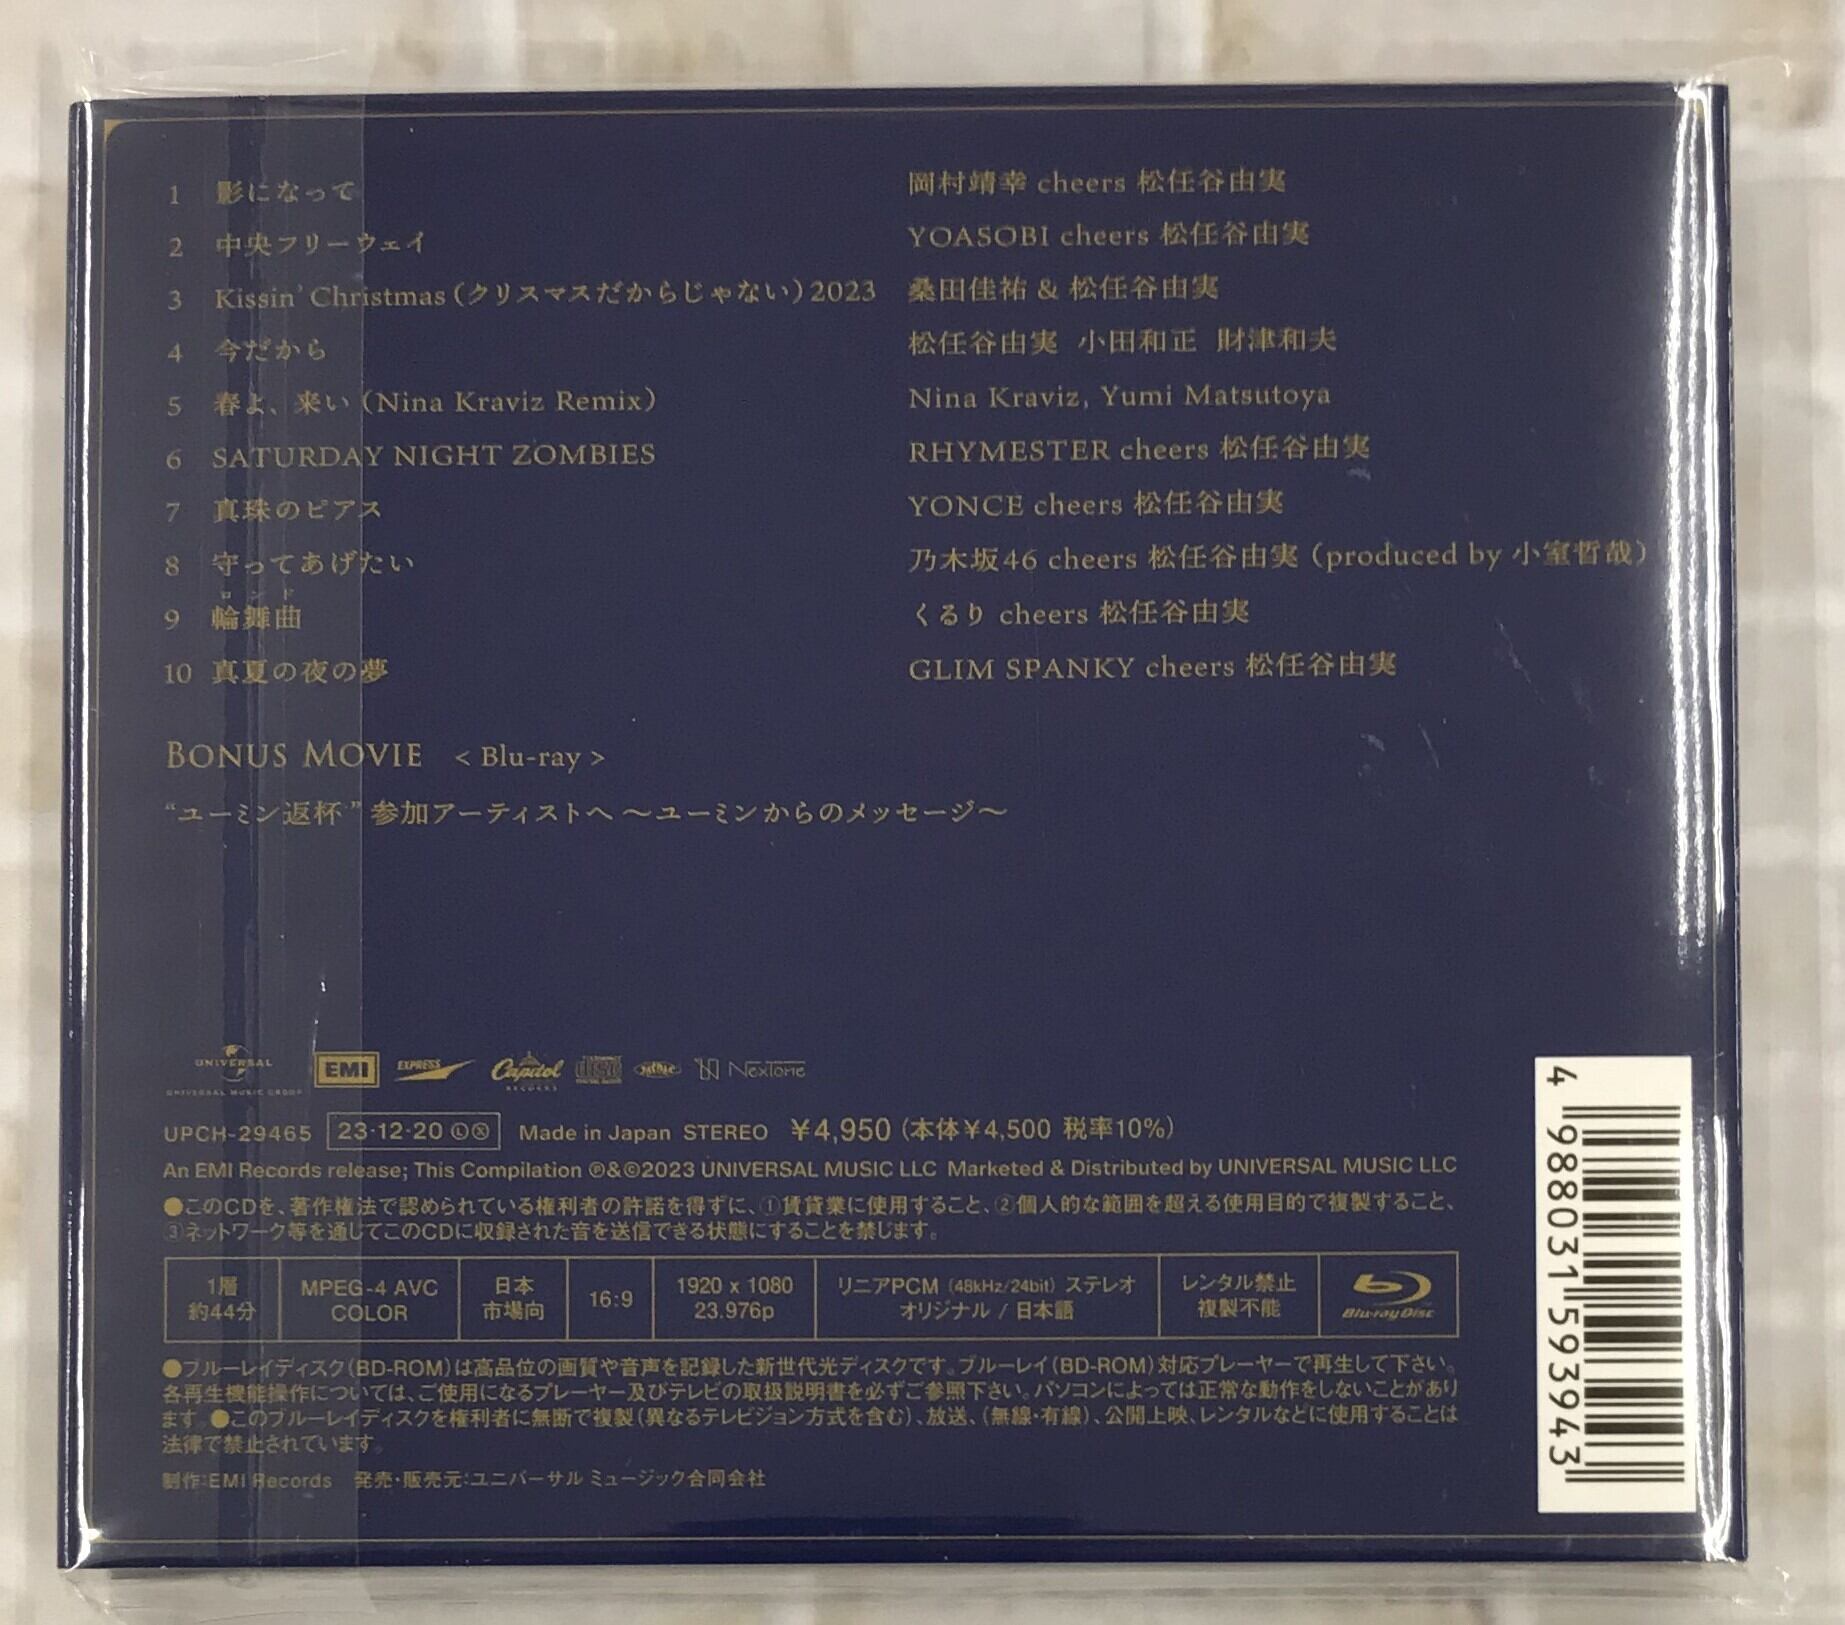 1 影になって 岡村靖幸 cheers 松任谷由実
2 中央フリーウェイ YOASOBI cheers 松任谷由実
3 Kissin' Christmas (クリスマスだからじゃない) 2023 桑田佳祐 & 松任谷由実
4 今だから 松任谷由実 小田和正 財津和夫
5 春よ、来い (Nina Kraviz Remix) Nina Kraviz, Yumi Matsutoya
6 SATURDAY NIGHT ZOMBIES RHYMESTER cheers 松任谷由実
7 真珠のピアス YONCE cheers 松任谷由実
8 守ってあげたい 乃木坂46 cheers 松任谷由実 (produced by 小室哲哉)
ロンド
9 輪舞曲 くるり cheers 松任谷由実
10 真夏の夜の夢 GLIM SPANKY cheers 松任谷由実
BONUS MOVIE < Blu-ray >
“ユーミン返杯” 参加アーティストへ 〜ユーミンからのメッセージ〜
UNIVERSAL
UNIVERSAL MUSIC GROUP
EMI EXPRESS Capitol RECORDS disc NexTone
UPCH-29465 23·12·20 Ⓛ Ⓧ Made in Japan STEREO ¥4,950 (本体¥4,500 税率10%)
An EMI Records release; This Compilation ℗&©2023 UNIVERSAL MUSIC LLC Marketed & Distributed by UNIVERSAL MUSIC LLC
●このCDを、著作権法で認められている権利者の許諾を得ずに、①賃貸業に使用すること、②個人的な範囲を超える使用目的で複製すること、
③ネットワーク等を通じてこのCDに収録された音を送信できる状態にすることを禁じます。
1層 約44分
MPEG-4 AVC COLOR
日本 市場向
16:9
1920 x 1080 23.976p
リニアPCM (48kHz/24bit) ステレオ オリジナル / 日本語
レンタル禁止 複製不能
Blu-ray Disc
●ブルーレイディスク(BD-ROM)は高品位の画質や音声を記録した新世代光ディスクです。ブルーレイ(BD-ROM)対応プレーヤーで再生して下さい。
各再生機能操作については、ご使用になるプレーヤー及びテレビの取扱説明書を必ずご参照下さい。パソコンによっては正常な動作をしないことがあり
ます。●このブルーレイディスクを権利者に無断で複製(異なるテレビジョン方式を含む)、放送、(無線・有線)、公開上映、レンタルなどに使用することは
法律で禁止されています。
制作:EMI Records 発売・販売元:ユニバーサル ミュージック合同会社
4 988031 593943